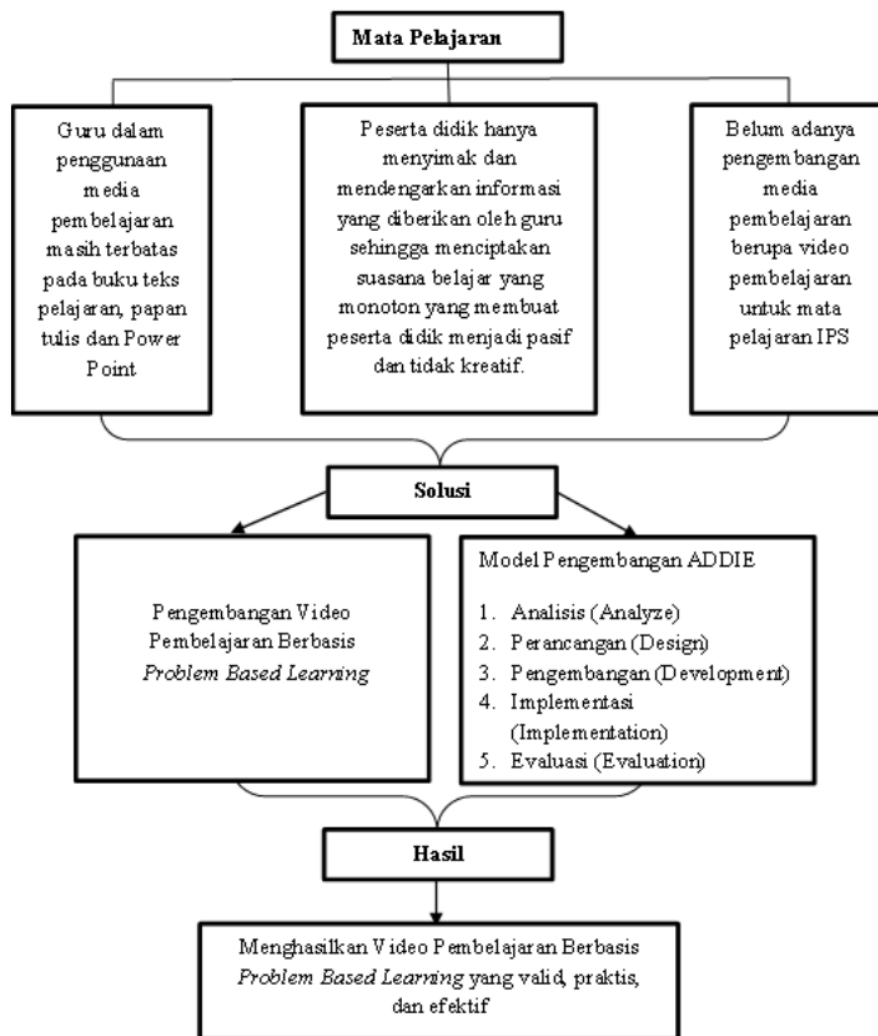 Mata Pelajaran
Guru dalam
penggunaan
media
pembelajaran
masih terbatas
pada buku teks
pelajaran, papan
tulis dan Power
Point
Peserta didik hanya
menyimak dan
mendengarkan informasi
yang diberikan oleh guru
sehingga menciptakan
suasana belajar yang
monoton yang membuat
peserta didik menjadi pasif
dan tidak kreatif.
Belum adanya
pengembangan
media
pembelajaran
berupa video
pembelajaran
untuk mata
pelajaran IPS
Solusi
Pengembangan Video
Pembelajaran Berbasis
Problem Based Learning
Model Pengembangan ADDIE
1. Analisis (Analyze)
2. Perancangan (Design)
3. Pengembangan (Development)
4. Implementasi
(Implementation)
5. Evaluasi (Evaluation)
Hasil
Menghasilkan Video Pembelajaran Berbasis
Problem Based Learning yang valid, praktis,
dan efektif